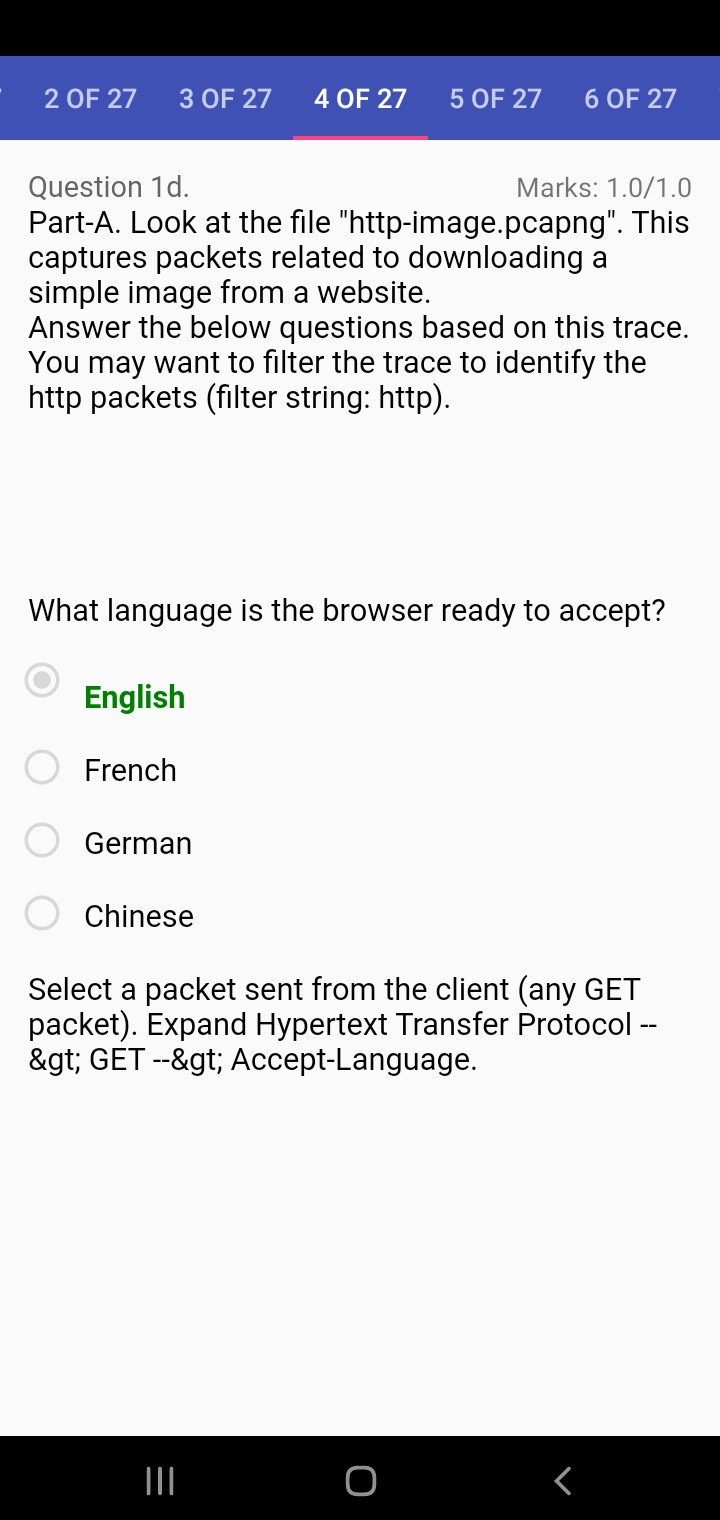 2 OF 27 3 OF 27 4 OF 27 5 OF 27 6 OF 27
Question 1d. Marks: 1.0/1.0
Part-A. Look at the file "http-image.pcapng". This
captures packets related to downloading a
simple image from a website.
Answer the below questions based on this trace.
You may want to filter the trace to identify the
http packets (filter string: http).
What language is the browser ready to accept?
English
French
German
Chinese
Select a packet sent from the client (any GET
packet). Expand Hypertext Transfer Protocol --
&gt; GET --&gt; Accept-Language.